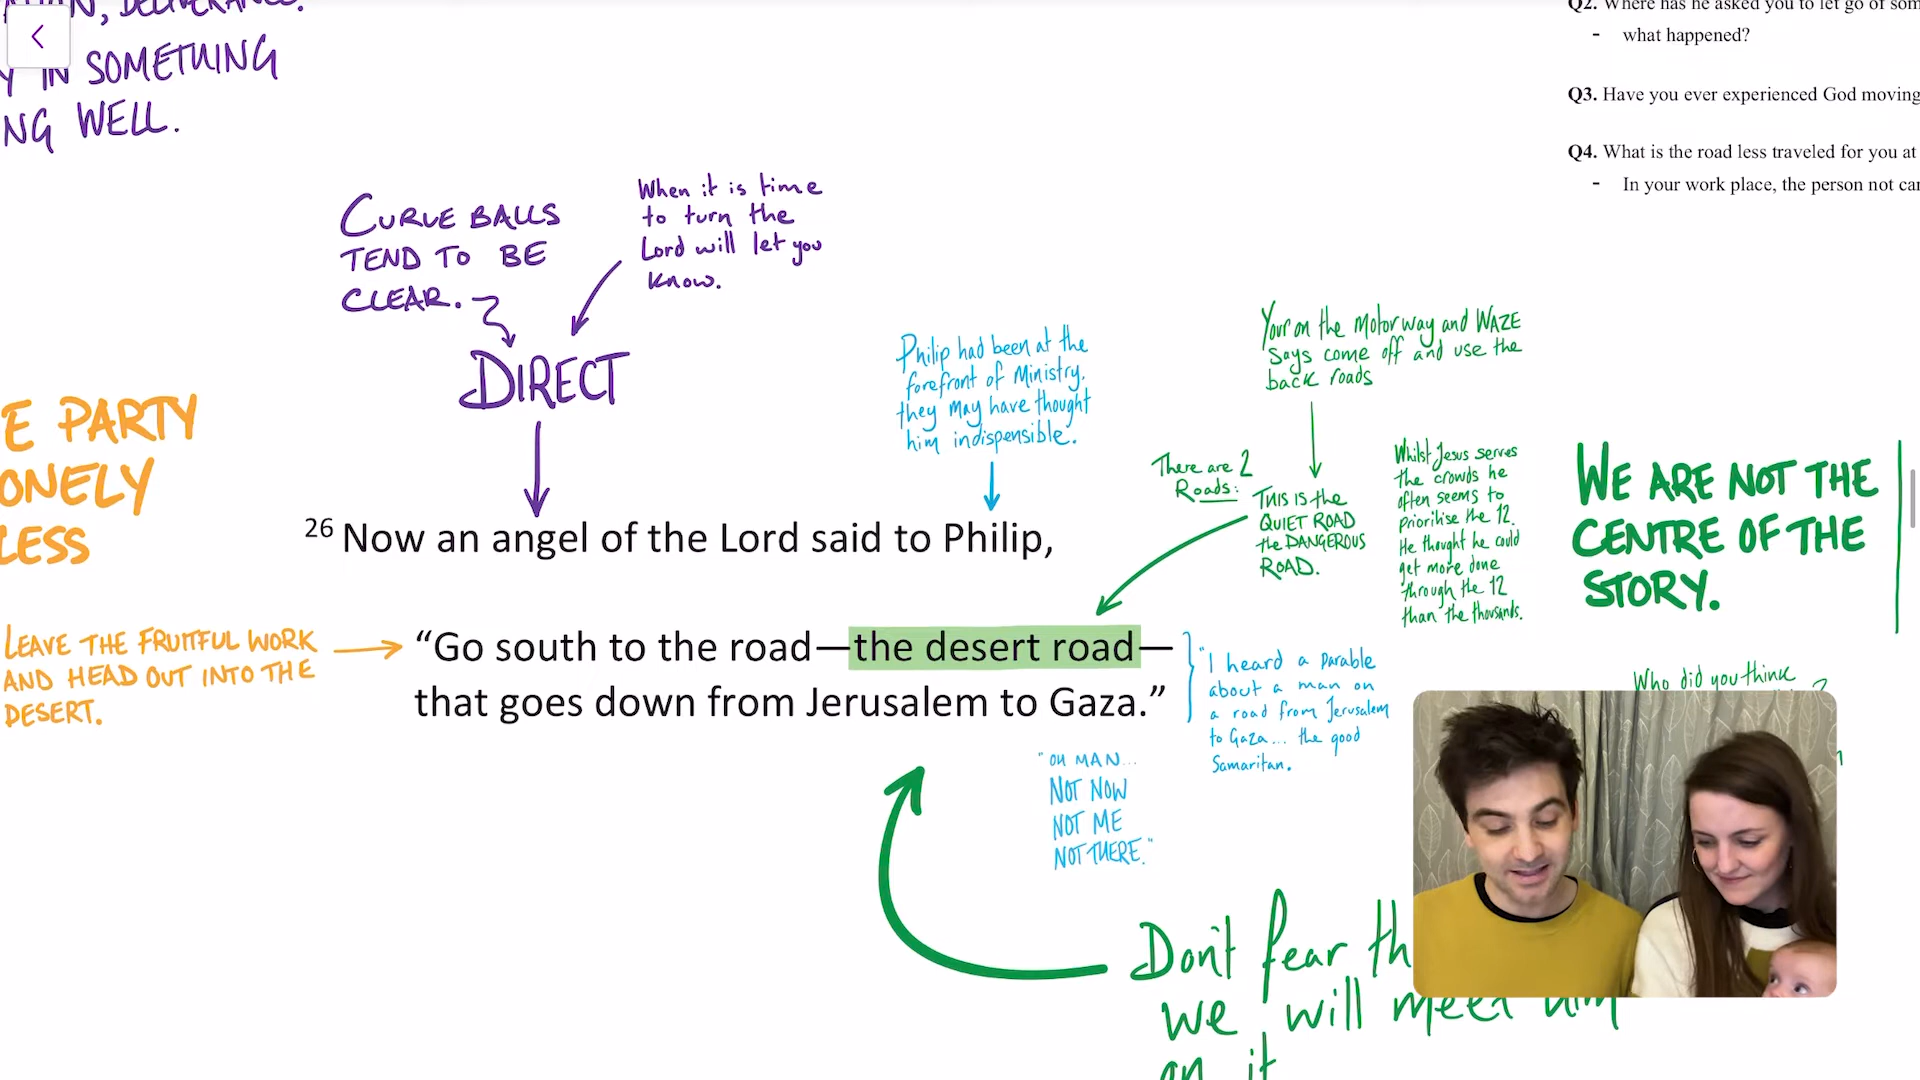 ATION, DELIVERANCE.
Y IN SOMETHING
NG WELL.
CURVE BALLS
TEND TO BE
CLEAR.
When it is time
to turn the
Lord will let you
know.
DIRECT
Philip had been at the
forefront of Ministry.
they may have thought
him indispensible.
Your on the Motorway and WAZE
says come off and use the
back roads
There are 2
Roads:
THIS IS the
QUIET ROAD
the DANGEROUS
ROAD.
Whilst Jesus serves
the crowds he
often seems to
prioritise the 12.
He thought he could
get more done
through the 12
than the thousands.
WE ARE NOT THE
CENTRE OF THE
STORY.
E PARTY
ONELY
LESS
26 Now an angel of the Lord said to Philip,
LEAVE THE FRUITFUL WORK
AND HEAD OUT INTO THE
DESERT.
“Go south to the road—the desert road—
that goes down from Jerusalem to Gaza.”
"I heard a parable
about a man on
a road from Jerusalem
to Gaza... the good
Samaritan.
"OH MAN...
NOT NOW
NOT ME
NOT THERE."
Who did you think
Don't fear th
we will meet him
on it
Q2. Where has he asked you to let go of som
- what happened?
Q3. Have you ever experienced God moving
Q4. What is the road less traveled for you at
- In your work place, the person not car